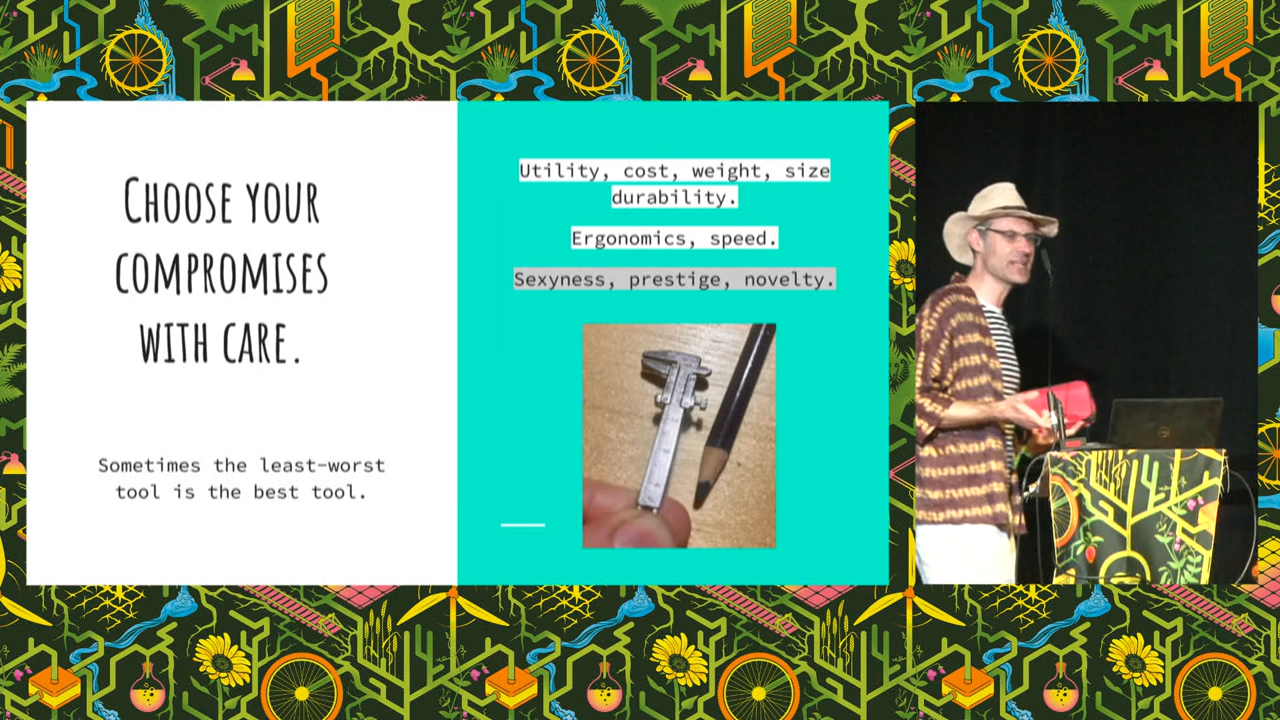 Choose your
compromises
with care.
Sometimes the least-worst
tool is the best tool.
Utility, cost, weight, size
durability.
Ergonomics, speed.
Sexyness, prestige, novelty.